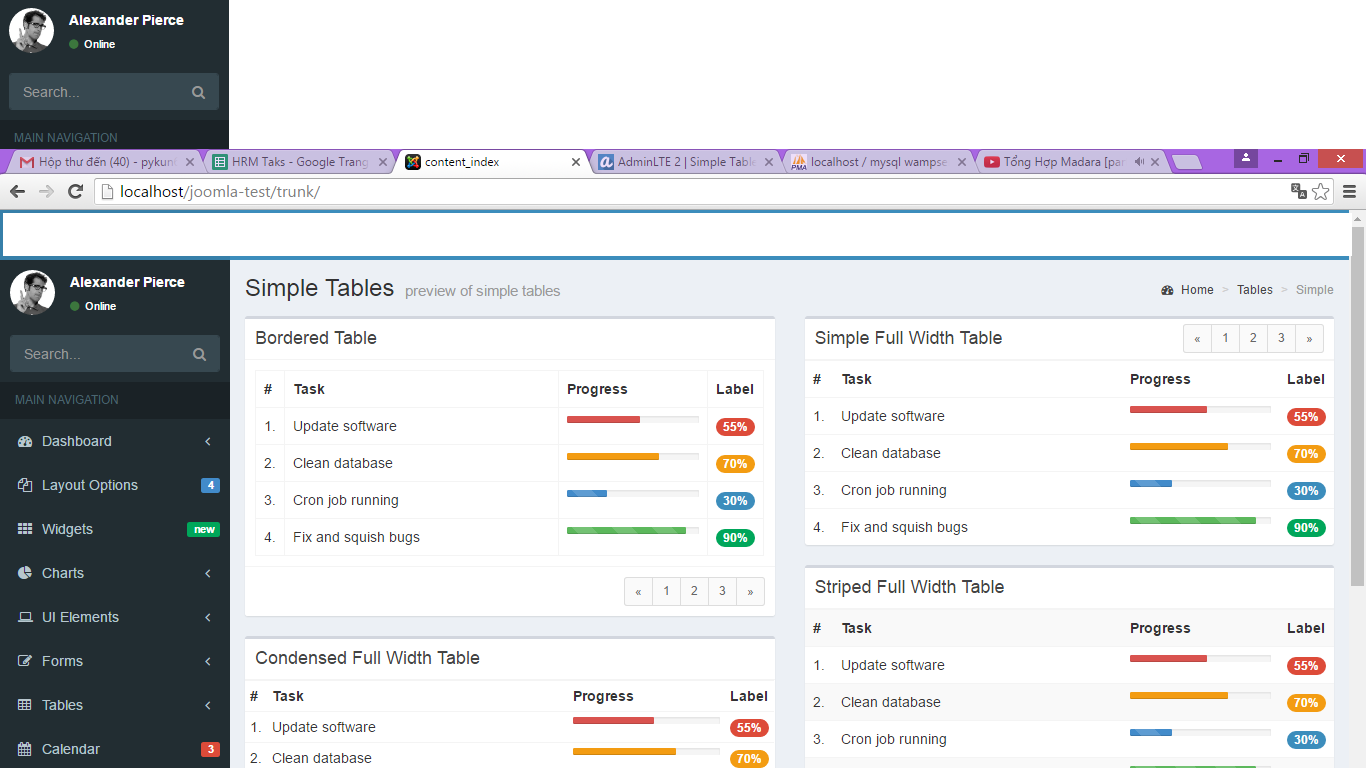 Alexander Pierce
Online
Search...
MAIN NAVIGATION
Hộp thư đến (40) - pykun
HRM Taks - Google Trang
content_index
AdminLTE 2 | Simple Table
localhost / mysql wampse
Tổng Hợp Madara [par
localhost/joomla-test/trunk/
Alexander Pierce
Online
Search...
MAIN NAVIGATION
Dashboard
Layout Options 4
Widgets new
Charts
UI Elements
Forms
Tables
Calendar 3
Simple Tables preview of simple tables
Home > Tables > Simple
Bordered Table
# Task Progress Label
1. Update software 55%
2. Clean database 70%
3. Cron job running 30%
4. Fix and squish bugs 90%
« 1 2 3 »
Condensed Full Width Table
# Task Progress Label
1. Update software 55%
2. Clean database 70%
Simple Full Width Table « 1 2 3 »
# Task Progress Label
1. Update software 55%
2. Clean database 70%
3. Cron job running 30%
4. Fix and squish bugs 90%
Striped Full Width Table
# Task Progress Label
1. Update software 55%
2. Clean database 70%
3. Cron job running 30%